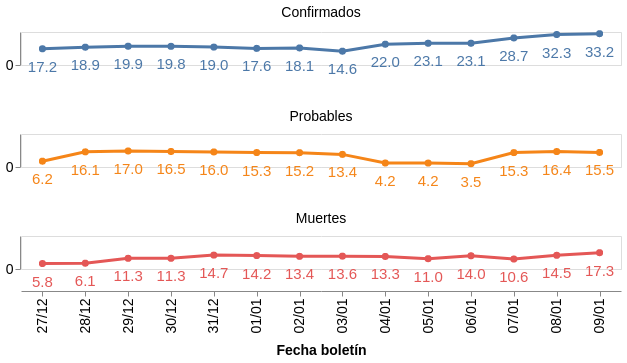 Confirmados
0
17.2 18.9 19.9 19.8 19.0 17.6 18.1 14.6 22.0 23.1 23.1 28.7 32.3 33.2
Probables
0
6.2 16.1 17.0 16.5 16.0 15.3 15.2 13.4 4.2 4.2 3.5 15.3 16.4 15.5
Muertes
0
5.8 6.1 11.3 11.3 14.7 14.2 13.4 13.6 13.3 11.0 14.0 10.6 14.5 17.3
27/12 28/12 29/12 30/12 31/12 01/01 02/01 03/01 04/01 05/01 06/01 07/01 08/01 09/01
Fecha boletín